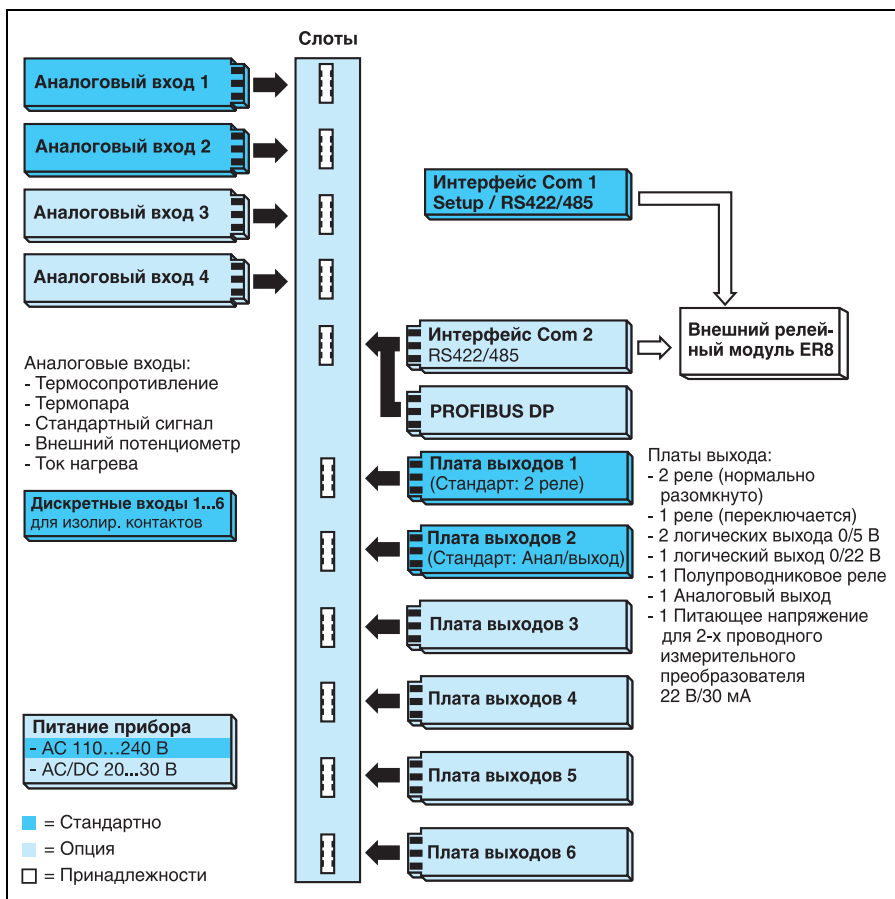 Слоты
Аналоговый вход 1
Аналоговый вход 2
Аналоговый вход 3
Аналоговый вход 4
Аналоговые входы:
- Термосопротивление
- Термопара
- Стандартный сигнал
- Внешний потенциометр
- Ток нагрева
Дискретные входы 1...6
для изолир. контактов
Питание прибора
- AC 110...240 В
- AC/DC 20...30 В
= Стандартно
= Опция
= Принадлежности
Интерфейс Com 1
Setup / RS422/485
Интерфейс Com 2
RS422/485
PROFIBUS DP
Внешний релей-
ный модуль ER8
Плата выходов 1
(Стандарт: 2 реле)
Плата выходов 2
(Стандарт: Анал/выход)
Плата выходов 3
Плата выходов 4
Плата выходов 5
Плата выходов 6
Платы выхода:
- 2 реле (нормально
разомкнуто)
- 1 реле (переключается)
- 2 логических выхода 0/5 В
- 1 логический выход 0/22 В
- 1 Полупроводниковое реле
- 1 Аналоговый выход
- 1 Питающее напряжение
для 2-х проводного
измерительного
преобразователя
22 В/30 мА